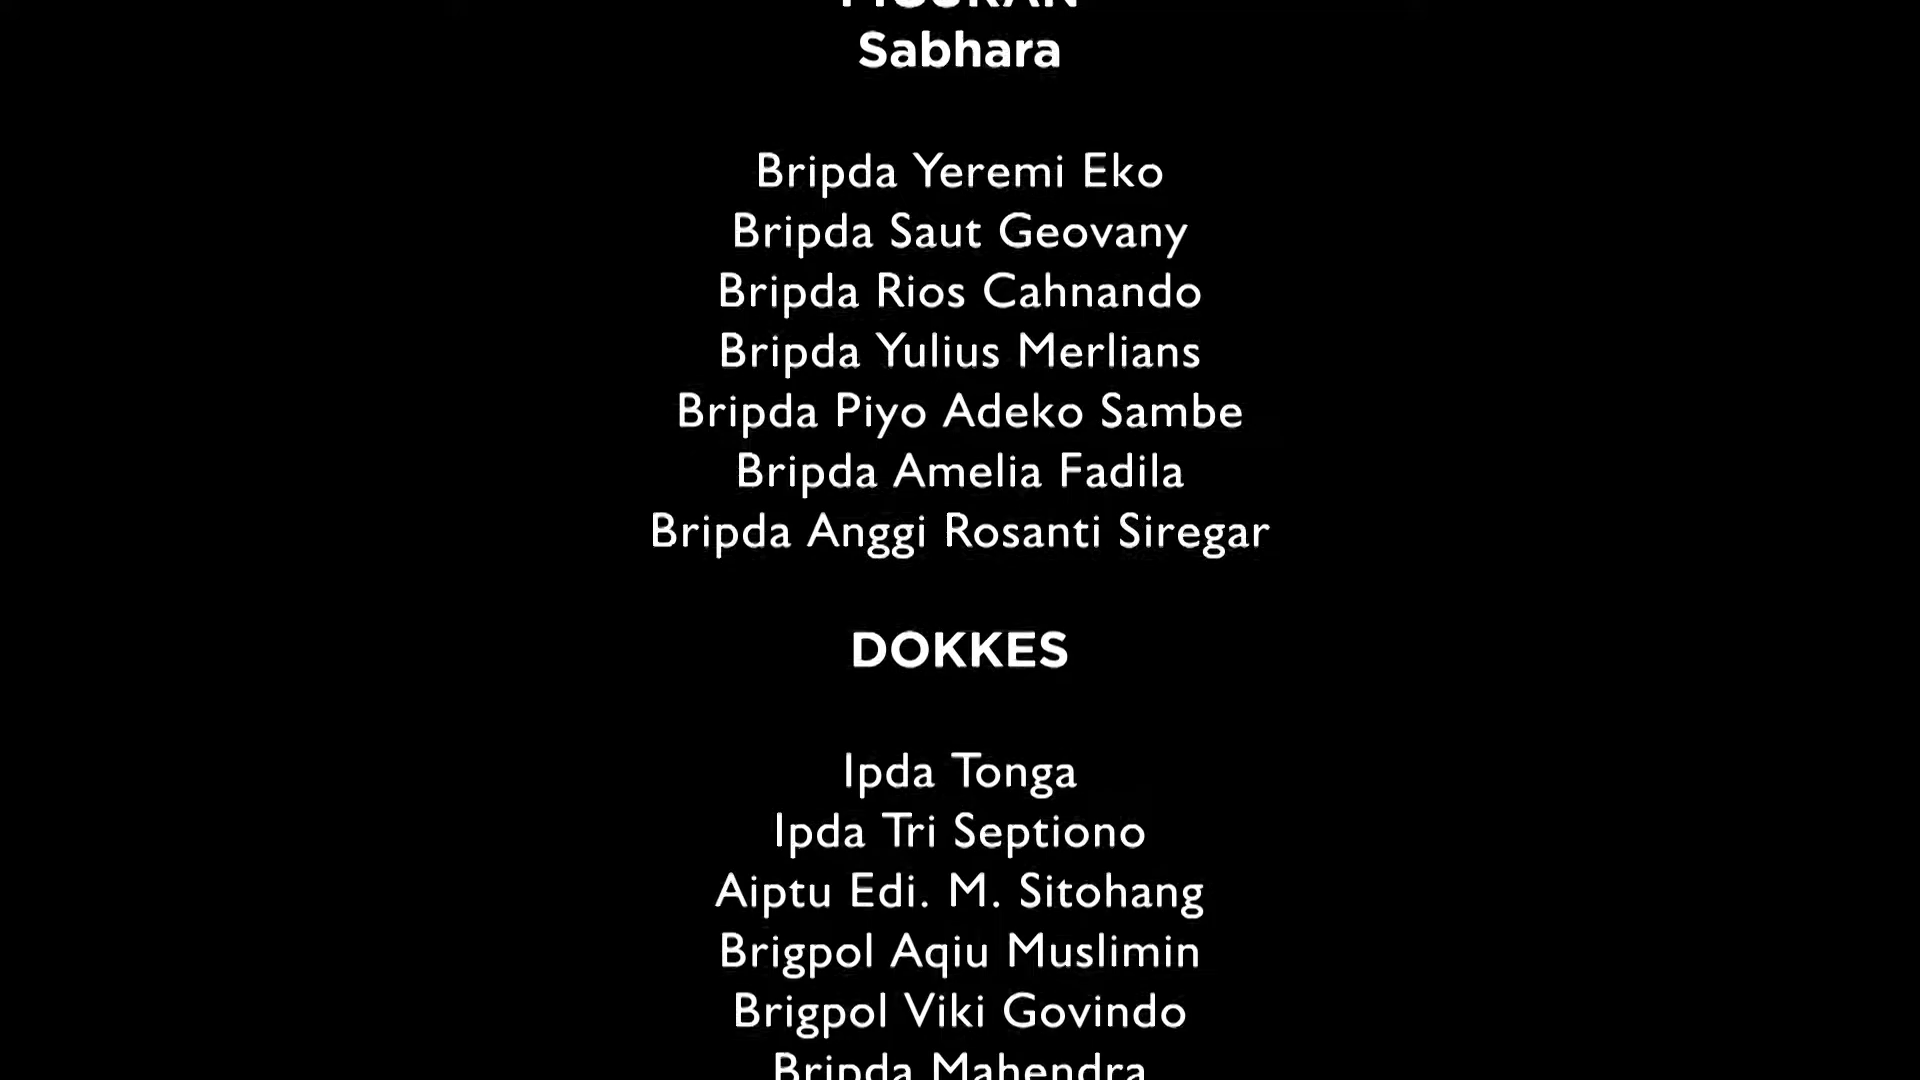 FIGURAN
Sabhara
Bripda Yeremi Eko
Bripda Saut Geovany
Bripda Rios Cahnando
Bripda Yulius Merlians
Bripda Piyo Adeko Sambe
Bripda Amelia Fadila
Bripda Anggi Rosanti Siregar
DOKKES
Ipda Tonga
Ipda Tri Septiono
Aiptu Edi. M. Sitohang
Brigpol Aqiu Muslimin
Brigpol Viki Govindo
Bripda Mahendra